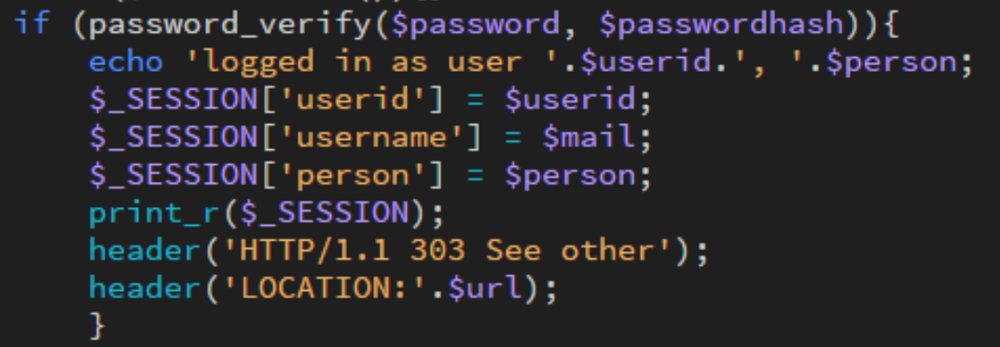 if (password_verify($password, $passwordhash)){
echo 'logged in as user '.$userid.', '.$person;
$_SESSION['userid'] = $userid;
$_SESSION['username'] = $mail;
$_SESSION['person'] = $person;
print_r($_SESSION);
header('HTTP/1.1 303 See other');
header('LOCATION:'.$url);
}